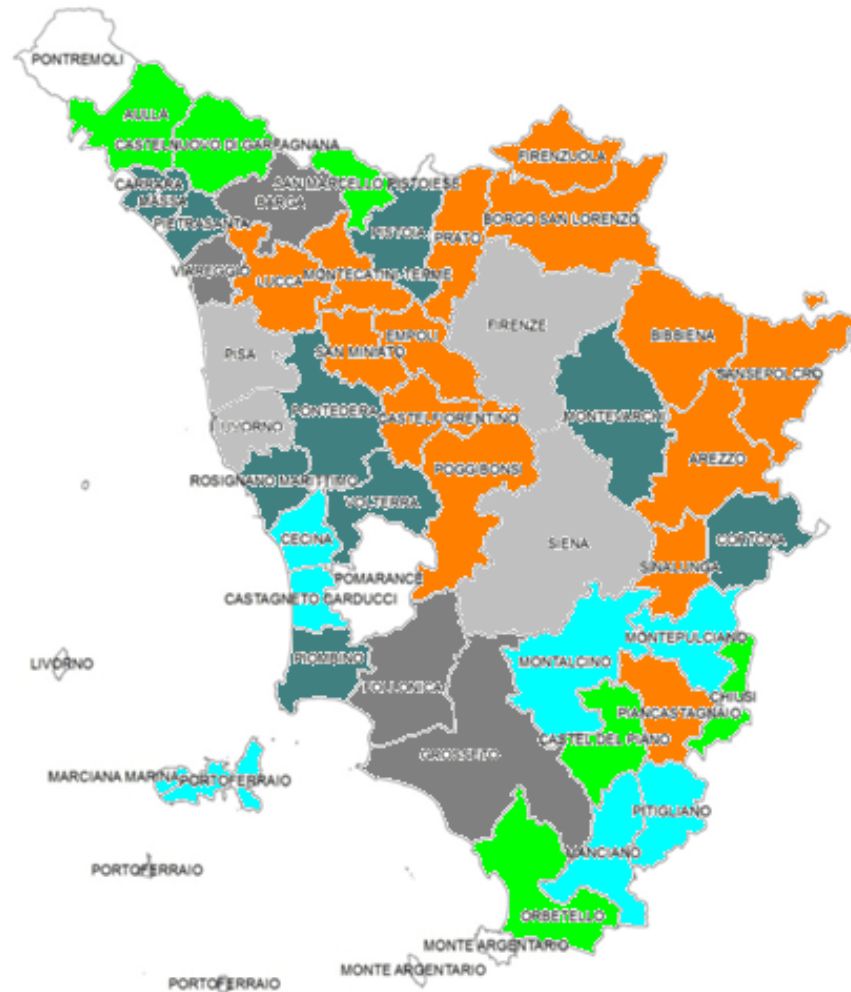 PONTREMOLI
AULLA
CASTELNUOVO DI GARFAGNANA
FIRENZUOLA
CARRARA
SAN MARCELLO PISTOIESE
MASSA
BARGA
BORGO SAN LORENZO
PIETRASANTA
PISTOIA
PRATO
VIAREGGIO
LUCCA
MONTECATINI-TERME
FIRENZE
EMPOLI
BIBBIENA
PISA
SAN MINIATO
SANSEPOLCRO
PONTEDERA
CASTELFIORENTINO
MONTEVARCHI
LIVORNO
AREZZO
POGGIBONSI
ROSIGNANO MARITTIMO
VOLTERRA
CECINA
SIENA
CORTONA
SINALUNGA
POMARANCE
CASTAGNETO CARDUCCI
MONTEPULCIANO
LIVORNO
PIOMBINO
MONTALCINO
FOLLONICA
CHIUSI
PIANCASTAGNAIO
CASTEL DEL PIANO
GROSSETO
MARCIANA MARINA
PORTOFERRAIO
PITIGLIANO
MANCIANO
PORTOFERRAIO
ORBETELLO
MONTE ARGENTARIO
MONTE ARGENTARIO
PORTOFERRAIO